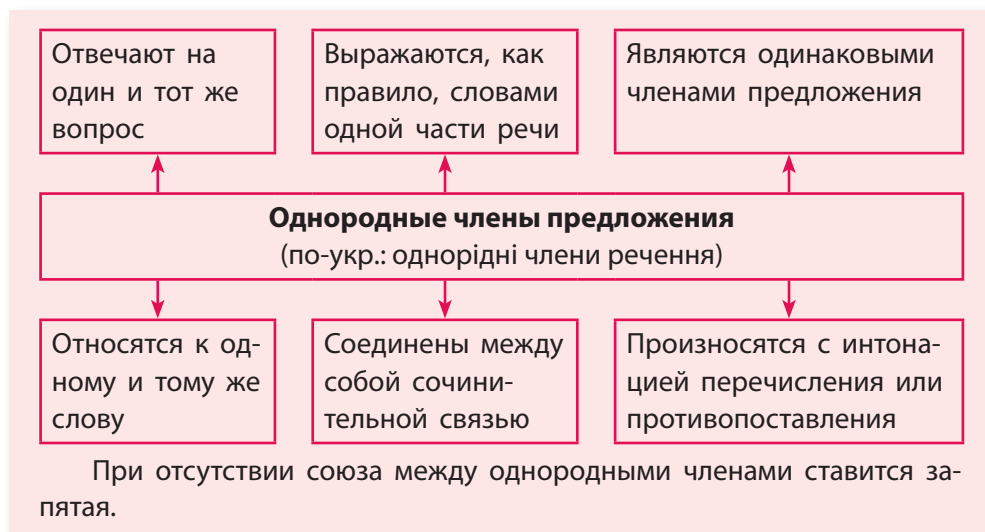 Отвечают на
один и тот же
вопрос
Выражаются, как
правило, словами
одной части речи
Являются одинаковыми
членами предложения
Однородные члены предложения
(по-укр.: однорідні члени речення)
Относятся к од-
ному и тому же
слову
Соединены между
собой сочини-
тельной связью
Произносятся с интона-
цией перечисления или
противопоставления
При отсутствии союза между однородными членами ставится за-
пятая.